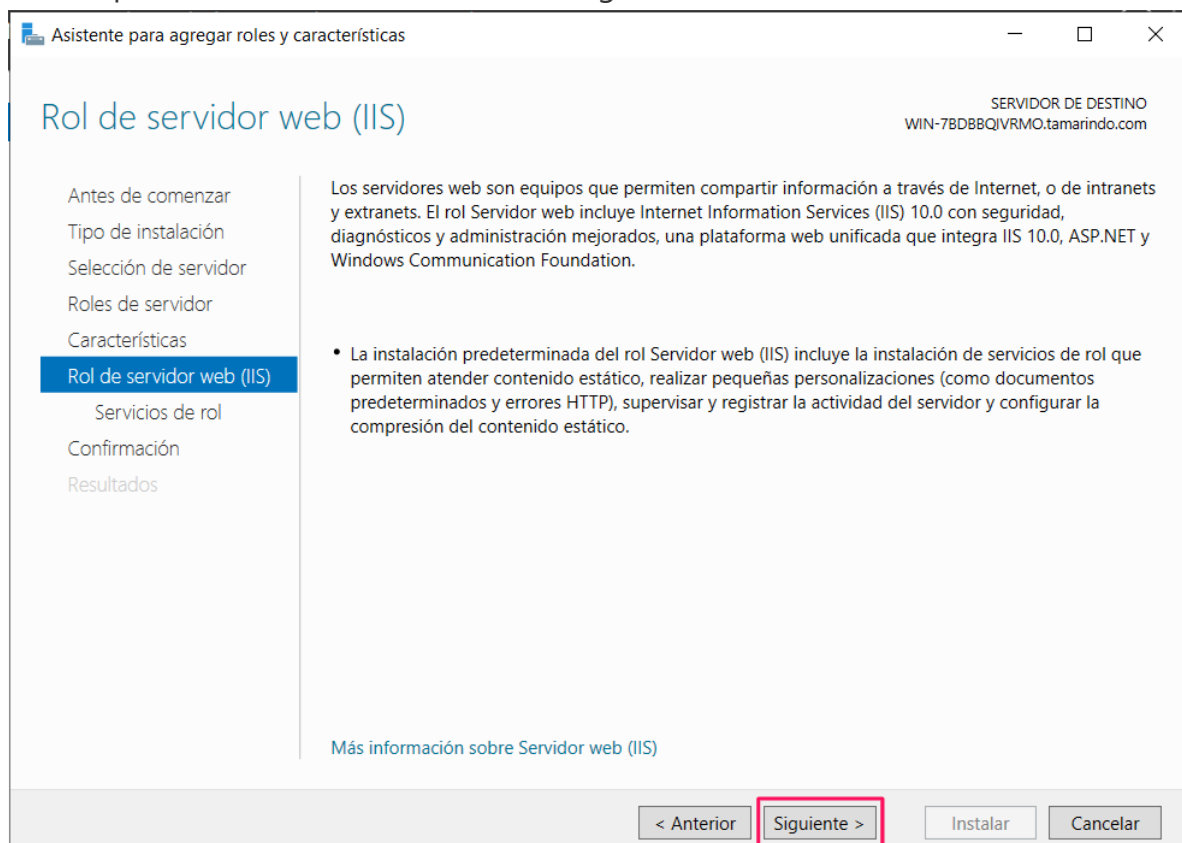 Asistente para agregar roles y características
Rol de servidor web (IIS)
SERVIDOR DE DESTINO
WIN-7BDBBQIVRMO.tamarindo.com
Antes de comenzar
Tipo de instalación
Selección de servidor
Roles de servidor
Características
Rol de servidor web (IIS)
Servicios de rol
Confirmación
Resultados
Los servidores web son equipos que permiten compartir información a través de Internet, o de intranets
y extranets. El rol Servidor web incluye Internet Information Services (IIS) 10.0 con seguridad,
diagnósticos y administración mejorados, una plataforma web unificada que integra IIS 10.0, ASP.NET y
Windows Communication Foundation.
• La instalación predeterminada del rol Servidor web (IIS) incluye la instalación de servicios de rol que
permiten atender contenido estático, realizar pequeñas personalizaciones (como documentos
predeterminados y errores HTTP), supervisar y registrar la actividad del servidor y configurar la
compresión del contenido estático.
Más información sobre Servidor web (IIS)
< Anterior
Siguiente >
Instalar
Cancelar